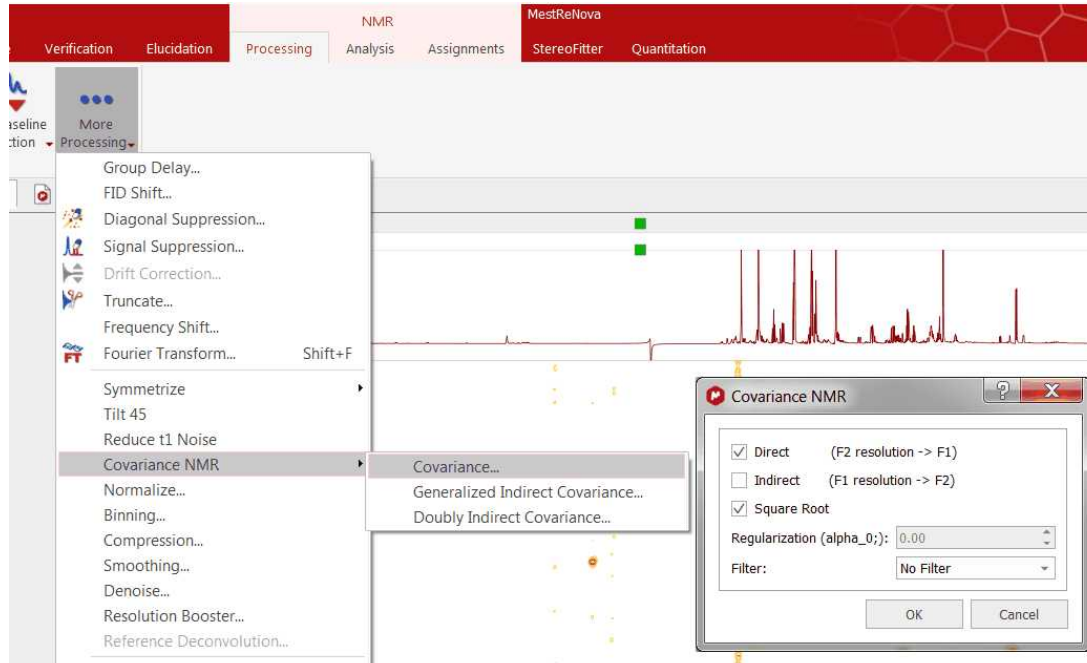 NMR
MestReNova
Verification Elucidation Processing Analysis Assignments StereoFitter Quantitation
aseline
ction
More
Processing
Group Delay...
FID Shift...
Diagonal Suppression...
Signal Suppression...
Drift Correction...
Truncate...
Frequency Shift...
Fourier Transform... Shift+F
FT
Symmetrize
Tilt 45
Reduce t1 Noise
Covariance NMR
Normalize...
Binning...
Compression...
Smoothing...
Denoise...
Resolution Booster...
Reference Deconvolution...
Covariance...
Generalized Indirect Covariance...
Doubly Indirect Covariance...
Covariance NMR
Direct (F2 resolution -> F1)
Indirect (F1 resolution -> F2)
Square Root
Regularization (alpha_0;): 0.00
Filter: No Filter
OK Cancel